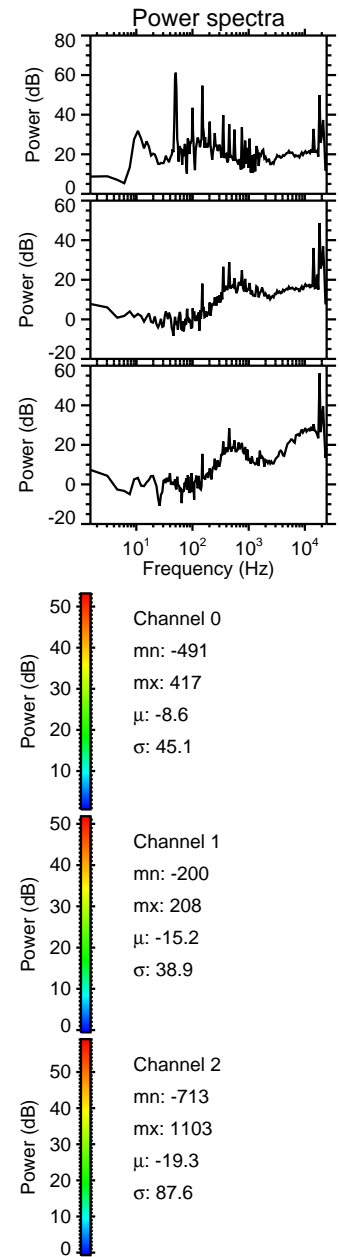 Power spectra
80
60
40
20
0
Power (dB)
60
40
20
0
-20
Power (dB)
60
40
20
0
-20
Power (dB)
10¹ 10² 10³ 10⁴
Frequency (Hz)
50
40
30
20
10
Power (dB)
Channel 0
mn: -491
mx: 417
μ: -8.6
σ: 45.1
50
40
30
20
10
0
Power (dB)
Channel 1
mn: -200
mx: 208
μ: -15.2
σ: 38.9
50
40
30
20
10
0
Power (dB)
Channel 2
mn: -713
mx: 1103
μ: -19.3
σ: 87.6